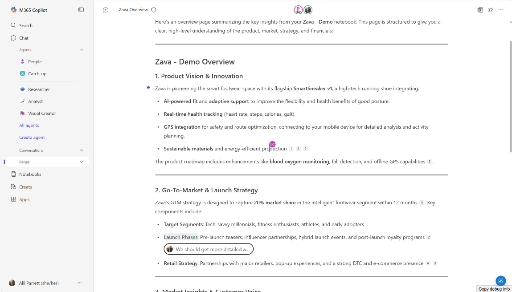 M365 Copilot
Zava Overview
Search
Chat
Agents
People
Catch up
Researcher
Analyst
Visual Creator
All agents
Create agent
Conversations
Pages
Notebooks
Create
Apps
Here's an overview page summarizing the key insights from your Zava - Demo notebook. This page is structured to give you a
clear, high-level understanding of the product, market, strategy, and financials:
Zava - Demo Overview
1. Product Vision & Innovation
Zava is pioneering the smart footwear space with its flagship SmartSneaker v1, a high-tech running shoe integrating:
• AI-powered fit and adaptive support to improve the flexibility and health benefits of good posture.
• Real-time health tracking (heart rate, steps, calories, gait)
• GPS integration for safety and route optimization, connecting to your mobile device for detailed analysis and activity
planning.
• Sustainable materials and energy-efficient production
The product roadmap includes enhancements like blood oxygen monitoring, fall detection, and offline GPS capabilities
2. Go-To-Market & Launch Strategy
Zava's GTM strategy is designed to capture 20% market share in the intelligent footwear segment within 12 months. Key
components include:
• Target Segments: Tech-savvy millennials, fitness enthusiasts, athletes, and early adopters
• Launch Phases: Pre-launch teasers, influencer partnerships, hybrid launch events, and post-launch loyalty programs
We should get more detailed w...
• Retail Strategy: Partnerships with major retailers, pop-up experiences, and a strong DTC and e-commerce presence
3. Market Insights & Customer Voice
Copy debug info